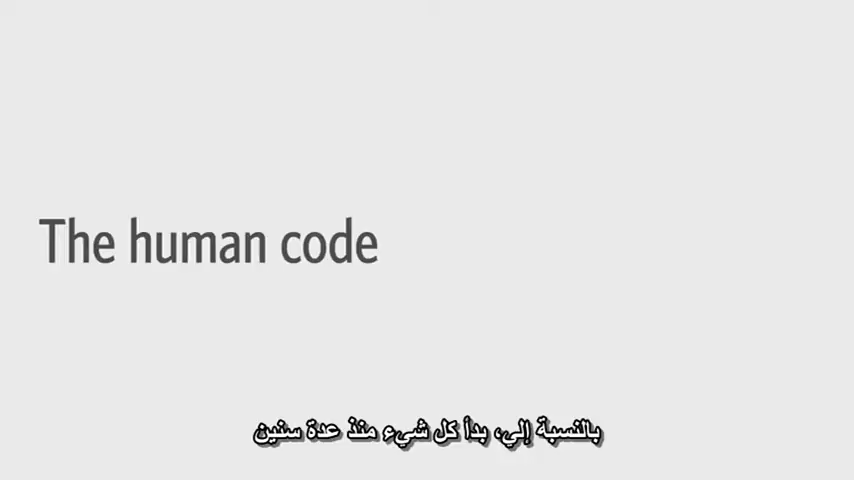 The human code
بالنسبة إلي، بدأ كل شيء منذ عدة سنين